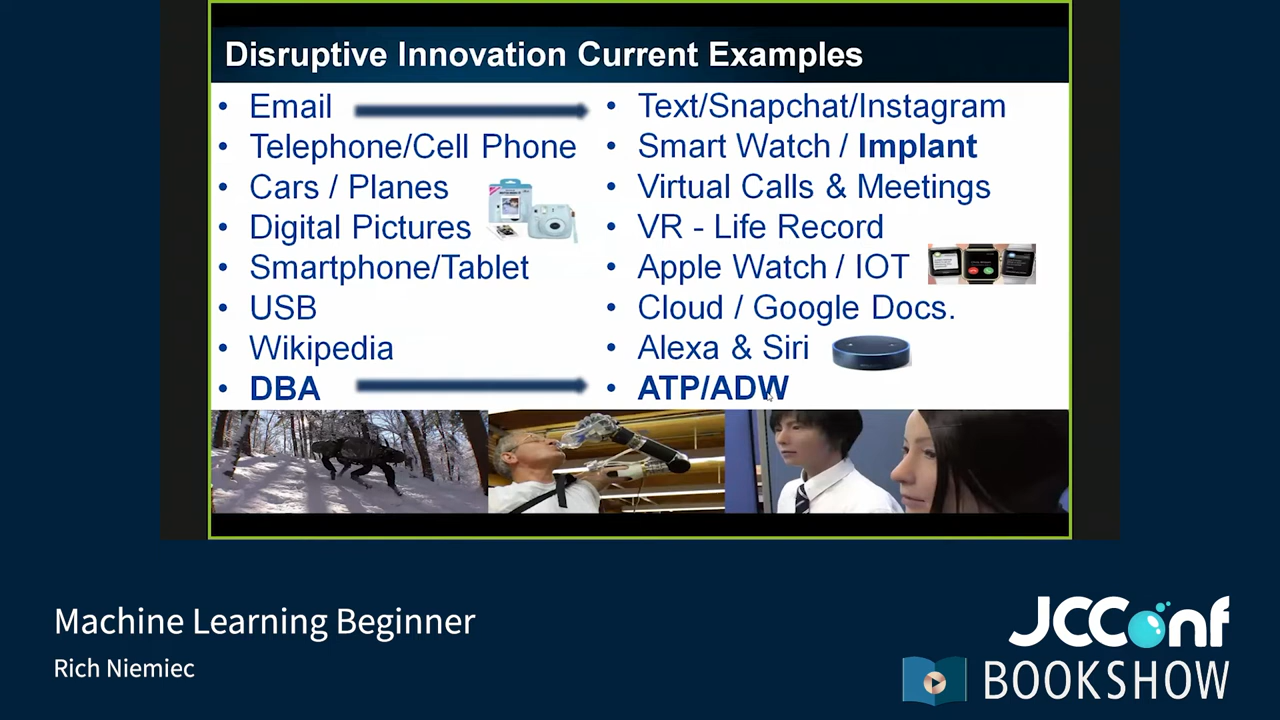 Disruptive Innovation Current Examples
• Email
• Telephone/Cell Phone
• Cars / Planes
• Digital Pictures
• Smartphone/Tablet
• USB
• Wikipedia
• DBA
• Text/Snapchat/Instagram
• Smart Watch / Implant
• Virtual Calls & Meetings
• VR - Life Record
• Apple Watch / IOT
• Cloud / Google Docs.
• Alexa & Siri
• ATP/ADW
Machine Learning Beginner
Rich Niemiec
JCConf
BOOKSHOW